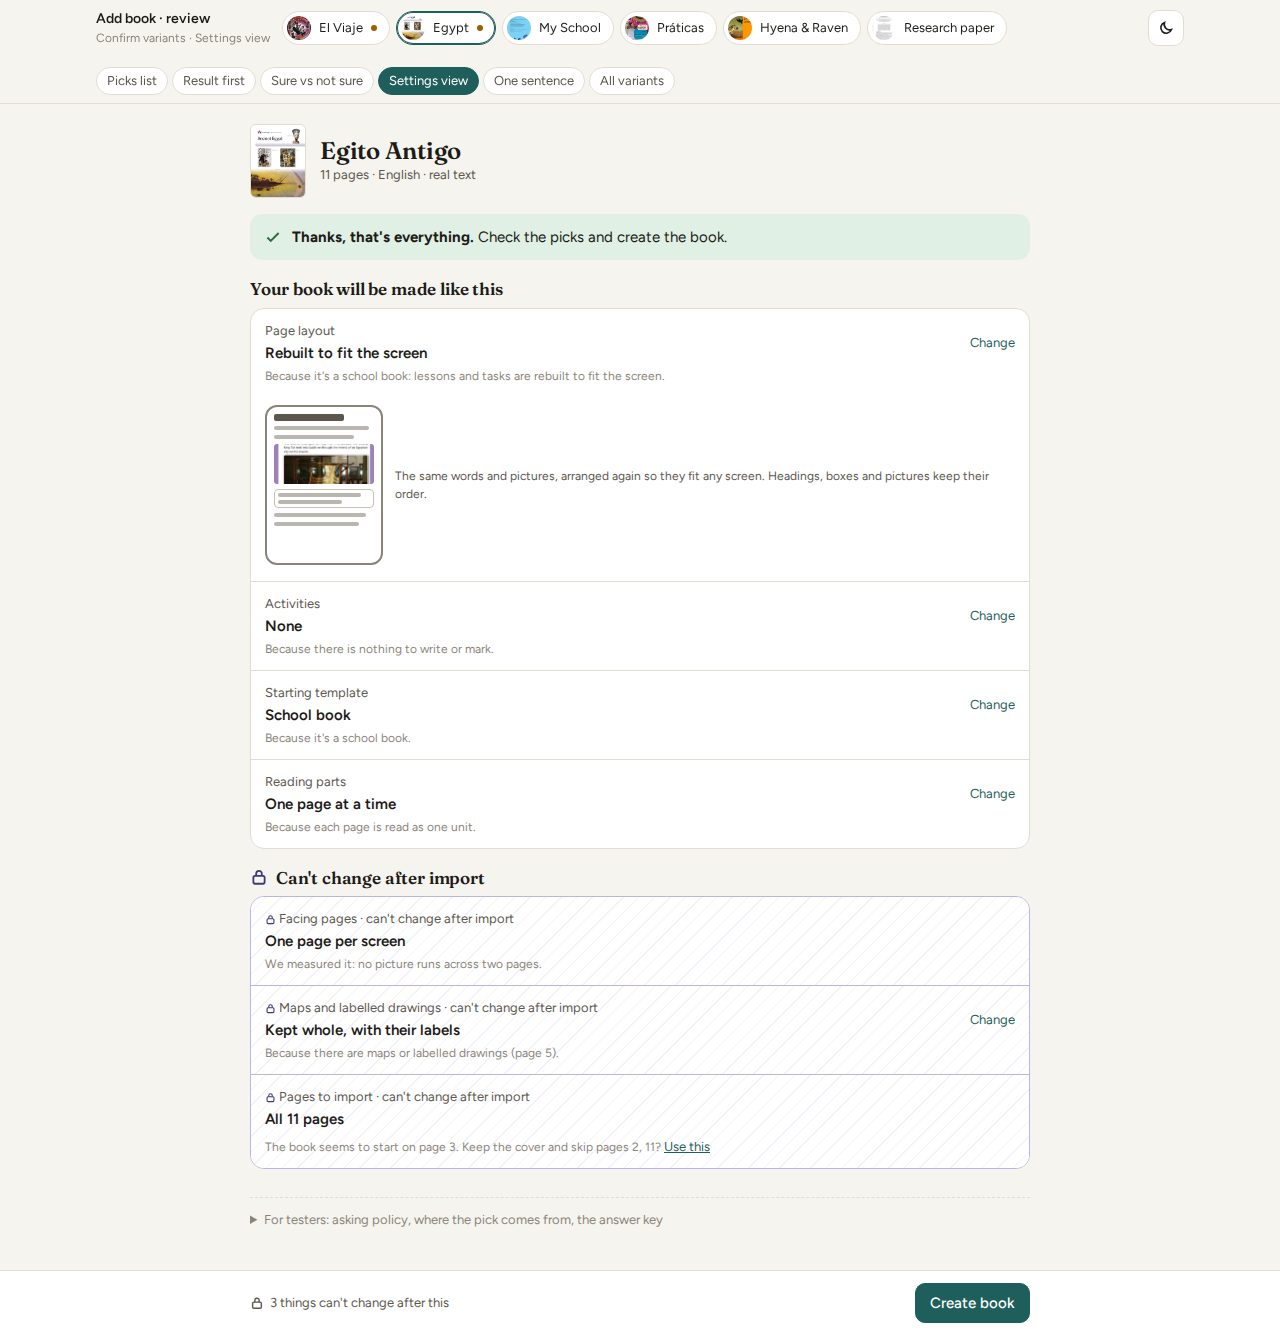 Add book · review
Confirm variants · Settings view
El Viaje
Egypt
My School
Práticas
Hyena & Raven
Research paper
Picks list
Result first
Sure vs not sure
Settings view
One sentence
All variants
Egito Antigo
11 pages · English · real text
Thanks, that's everything. Check the picks and create the book.
Your book will be made like this
Page layout
Rebuilt to fit the screen
Change
Because it's a school book: lessons and tasks are rebuilt to fit the screen.
The same words and pictures, arranged again so they fit any screen. Headings, boxes and pictures keep their
order.
Activities
None
Change
Because there is nothing to write or mark.
Starting template
School book
Change
Because it's a school book.
Reading parts
One page at a time
Change
Because each page is read as one unit.
Can't change after import
Facing pages · can't change after import
One page per screen
We measured it: no picture runs across two pages.
Maps and labelled drawings · can't change after import
Kept whole, with their labels
Change
Because there are maps or labelled drawings (page 5).
Pages to import · can't change after import
All 11 pages
The book seems to start on page 3. Keep the cover and skip pages 2, 11? Use this
For testers: asking policy, where the pick comes from, the answer key
3 things can't change after this
Create book